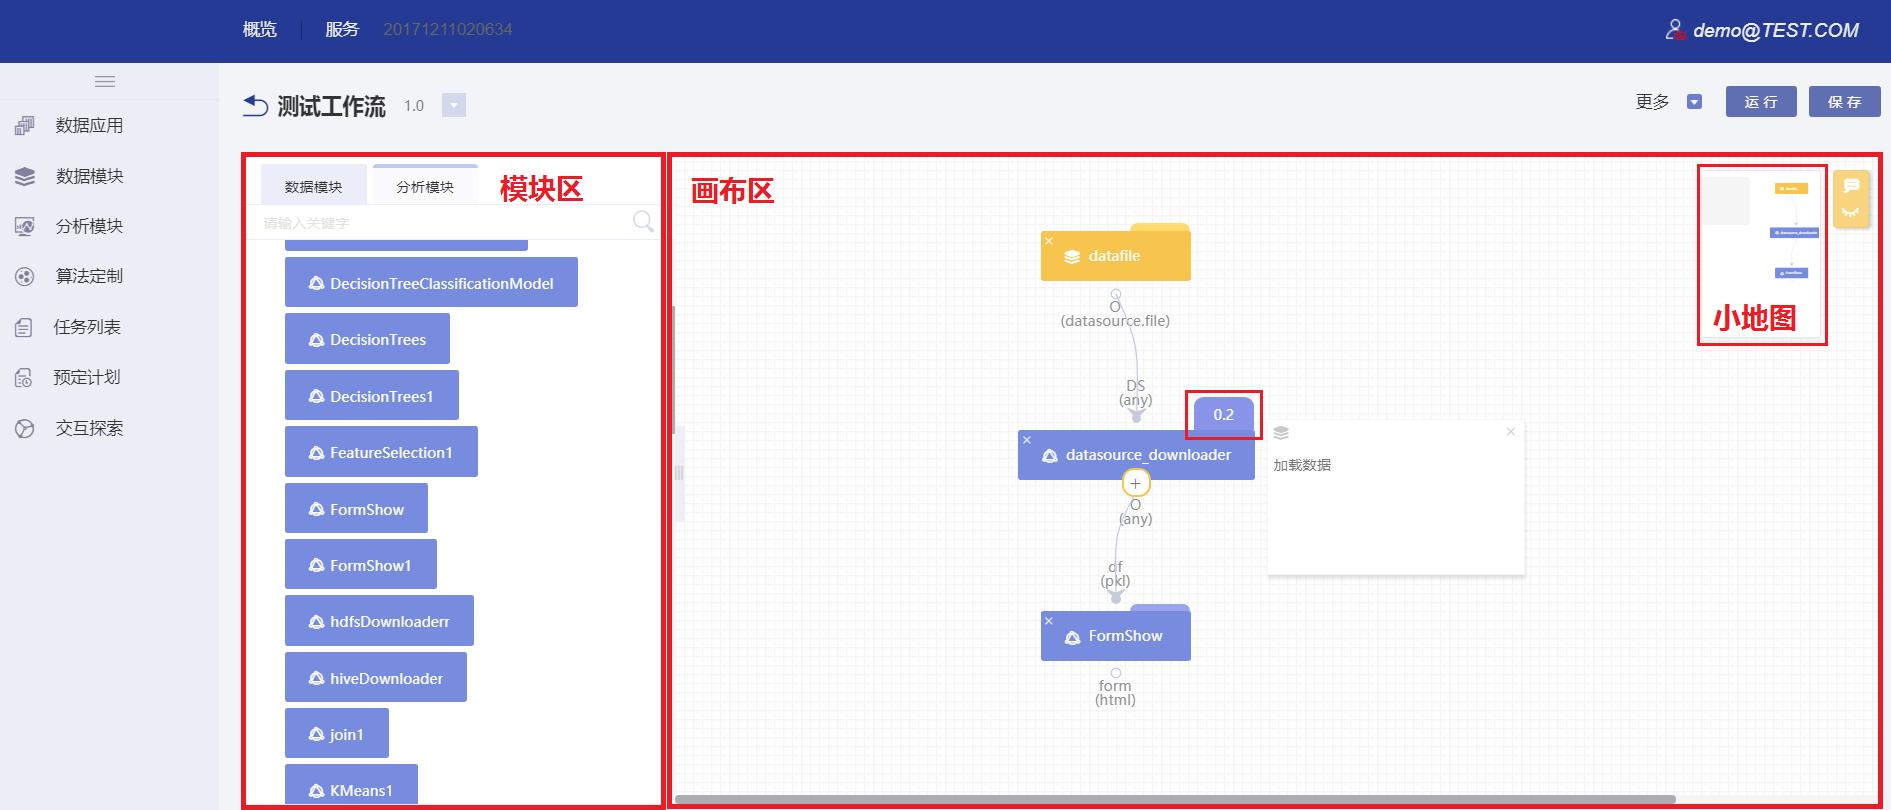 概览
服务
20171211020634
demo@TEST.COM
数据应用
数据模块
分析模块
算法定制
任务列表
预定计划
交互探索
测试工作流
1.0
更多
运 行
保 存
数据模块
分析模块
模块区
请输入关键字
DecisionTreeClassificationModel
DecisionTrees
DecisionTrees1
FeatureSelection1
FormShow
FormShow1
hdfsDownloaderr
hiveDownloader
join1
KMeans1
画布区
datafile
O
(datasource.file)
DS
(any)
0.2
datasource_downloader
+
O
(any)
df
(pkl)
FormShow
form
(html)
加载数据
小地图